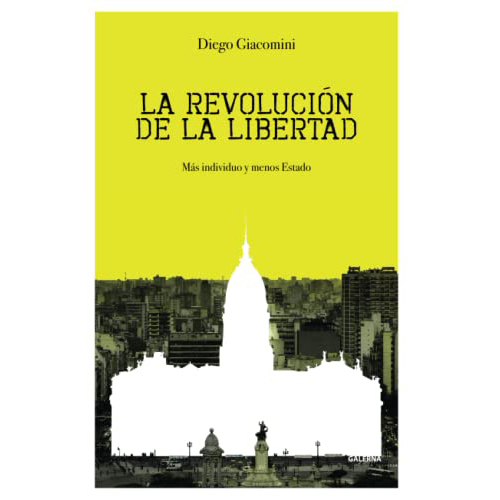 Diego Giacomini
LA REVOLUCIÓN
DE LA LIBERTAD
Más individuo y menos Estado
GALERNA